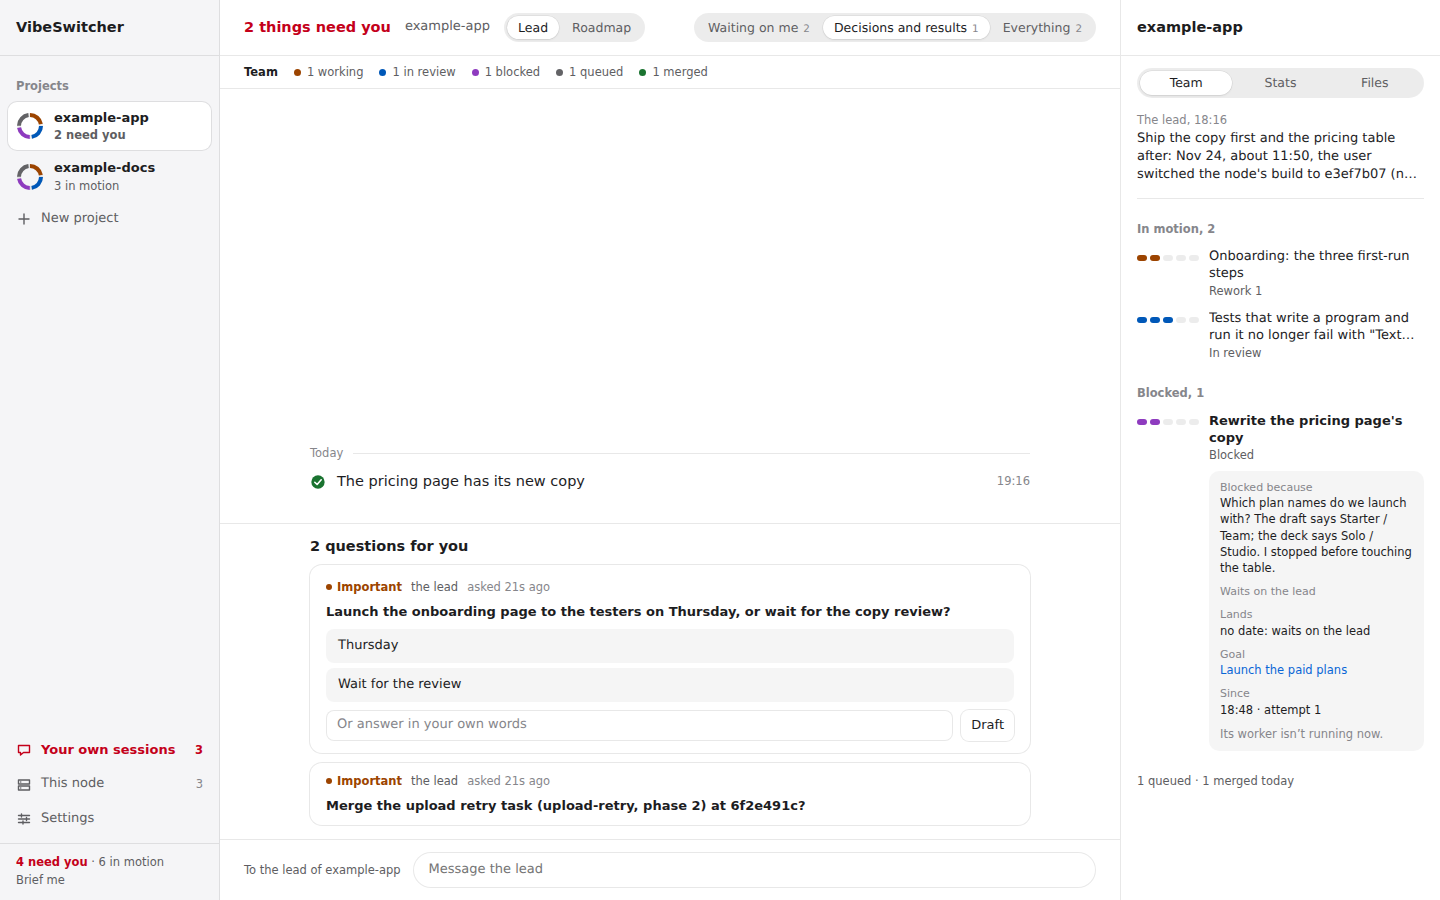 VibeSwitcher
Projects
example-app
2 need you
example-docs
3 in motion
New project
Your own sessions 3
This node 3
Settings
4 need you · 6 in motion
Brief me
2 things need you example-app Lead Roadmap
Waiting on me 2 Decisions and results 1 Everything 2
Team 1 working 1 in review 1 blocked 1 queued 1 merged
Today
The pricing page has its new copy 19:16
2 questions for you
Important the lead asked 21s ago
Launch the onboarding page to the testers on Thursday, or wait for the copy review?
Thursday
Wait for the review
Or answer in your own words Draft
Important the lead asked 21s ago
Merge the upload retry task (upload-retry, phase 2) at 6f2e491c?
To the lead of example-app Message the lead
example-app
Team Stats Files
The lead, 18:16
Ship the copy first and the pricing table
after: Nov 24, about 11:50, the user
switched the node's build to e3ef7b07 (n…
In motion, 2
Onboarding: the three first-run
steps
Rework 1
Tests that write a program and
run it no longer fail with "Text…
In review
Blocked, 1
Rewrite the pricing page's
copy
Blocked
Blocked because
Which plan names do we launch
with? The draft says Starter /
Team; the deck says Solo /
Studio. I stopped before touching
the table.
Waits on the lead
Lands
no date: waits on the lead
Goal
Launch the paid plans
Since
18:48 · attempt 1
Its worker isn’t running now.
1 queued · 1 merged today